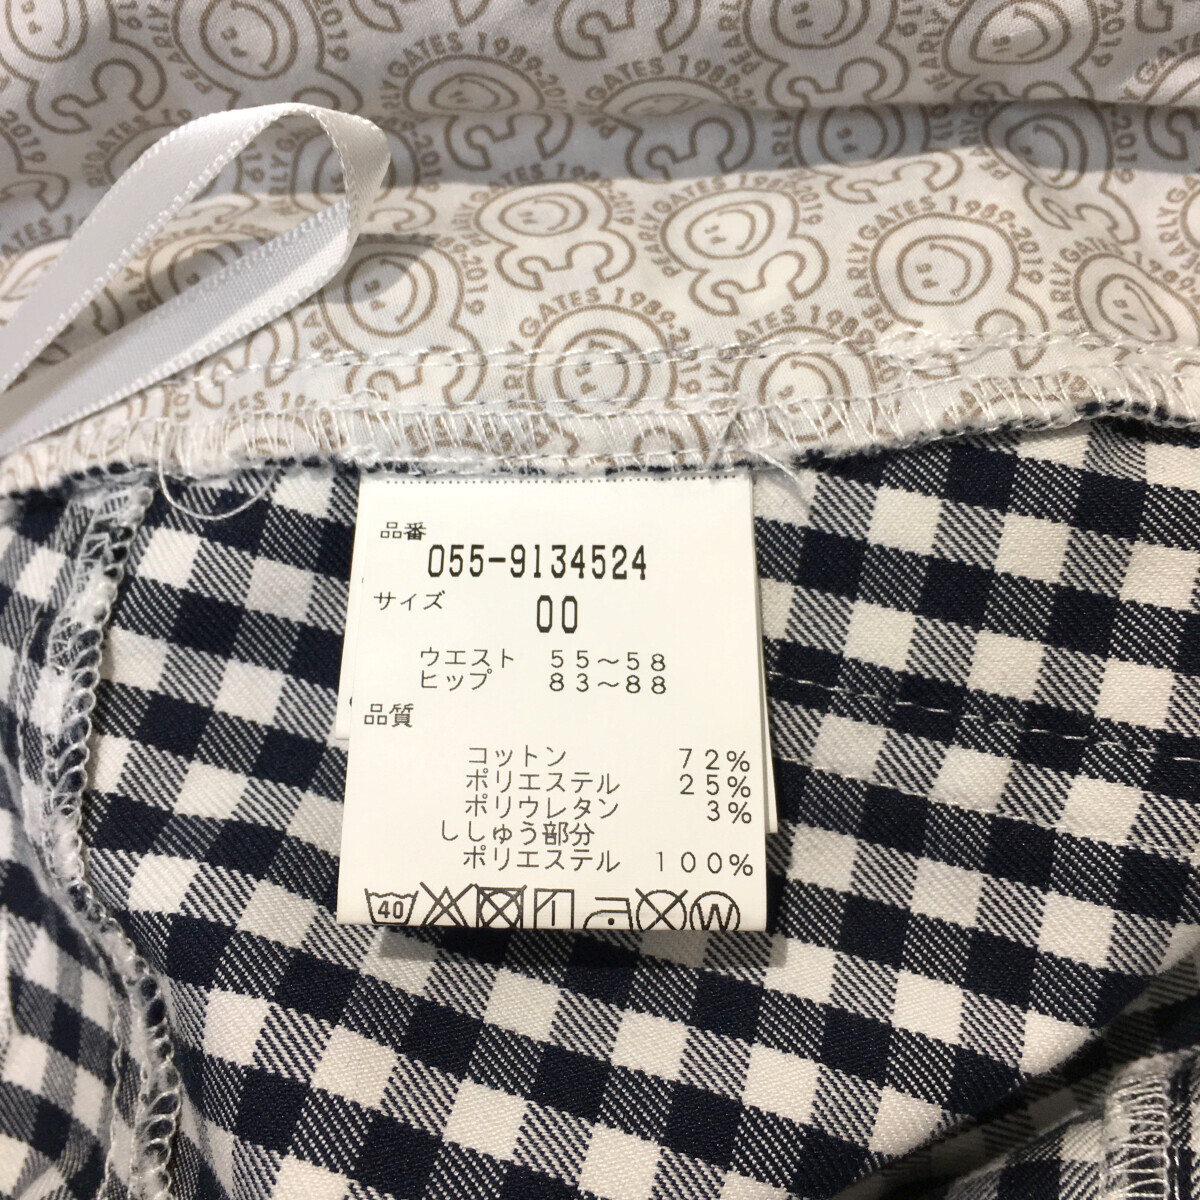 PEARLY GATES 1989-2019
品番
055-9134524
サイズ
00
ウエスト 55～58
ヒップ 83～88
品質
コットン 72%
ポリエステル 25%
ポリウレタン 3%
ししゅう部分
ポリエステル 100%
40 W